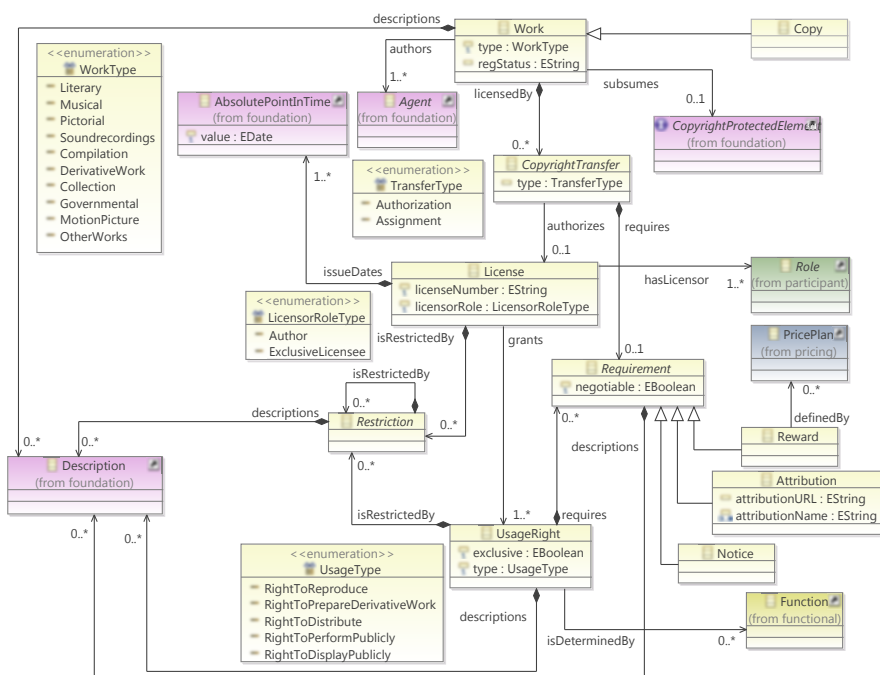 descriptions
Work
type : WorkType
regStatus : EString
Copy
<<enumeration>>
WorkType
Literary
Musical
Pictorial
Soundrecordings
Compilation
DerivativeWork
Collection
Governmental
MotionPicture
OtherWorks
authors
1..*
licensedBy
0..*
subsumes
0..1
AbsolutePointInTime
(from foundation)
value : EDate
1..*
Agent
(from foundation)
CopyrightProtectedElement
(from foundation)
<<enumeration>>
TransferType
Authorization
Assignment
CopyrightTransfer
type : TransferType
authorizes
0..1
requires
0..1
issueDates
License
licenseNumber : EString
licensorRole : LicensorRoleType
hasLicensor
1..*
Role
(from participant)
<<enumeration>>
LicensorRoleType
Author
ExclusiveLicensee
isRestrictedBy
0..*
grants
1..*
PricePlan
(from pricing)
0..*
definedBy
Requirement
negotiable : EBoolean
0..*
descriptions
isRestrictedBy
0..*
descriptions
0..*
Restriction
0..*
Reward
0..*
Description
(from foundation)
0..*
0..*
Attribution
attributionURL : EString
attributionName : EString
isRestrictedBy
requires
UsageRight
exclusive : EBoolean
type : UsageType
Notice
<<enumeration>>
UsageType
RightToReproduce
RightToPrepareDerivativeWork
RightToDistribute
RightToPerformPublicly
RightToDisplayPublicly
descriptions
isDeterminedBy
0..*
Function
(from functional)